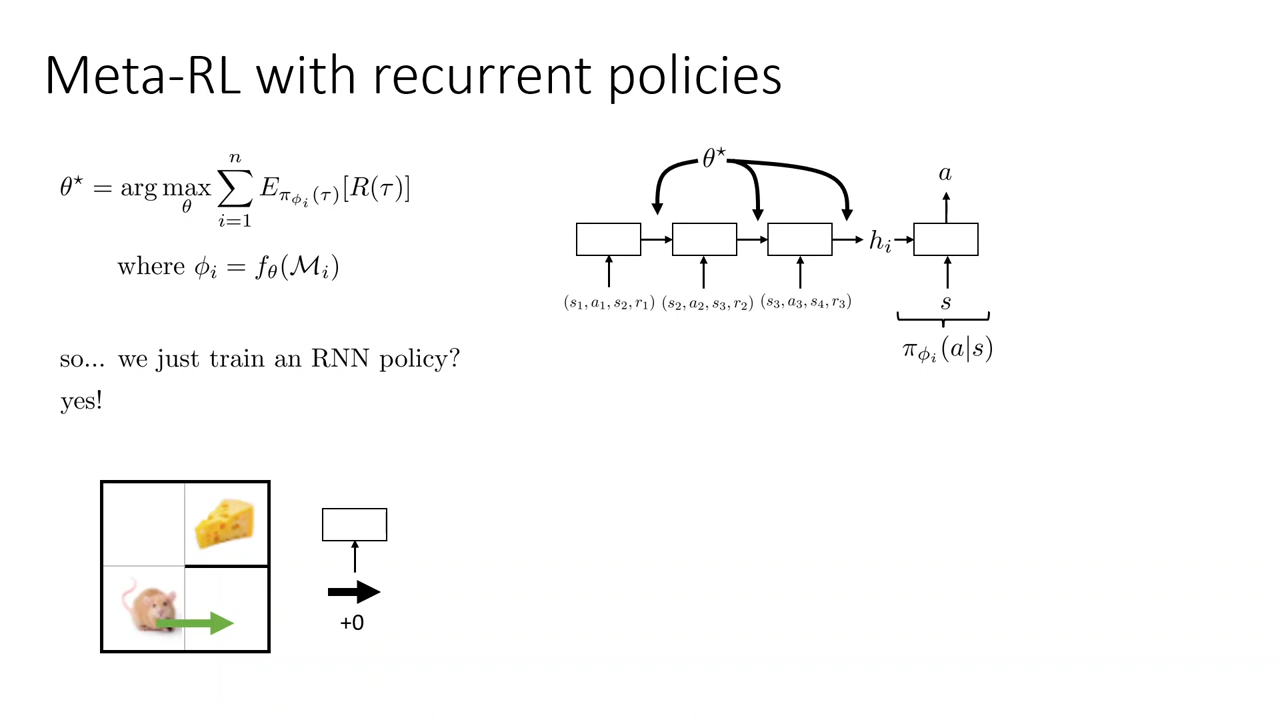 Meta-RL with recurrent policies
θ⋆ = arg max_θ ∑_{i=1}^{n} E_{π_{ϕ_i}(τ)}[R(τ)]
where ϕ_i = f_θ(ℳ_i)
so... we just train an RNN policy?
yes!
θ⋆
a
h_i
(s_1, a_1, s_2, r_1) (s_2, a_2, s_3, r_2) (s_3, a_3, s_4, r_3)
s
π_{ϕ_i}(a|s)
+0